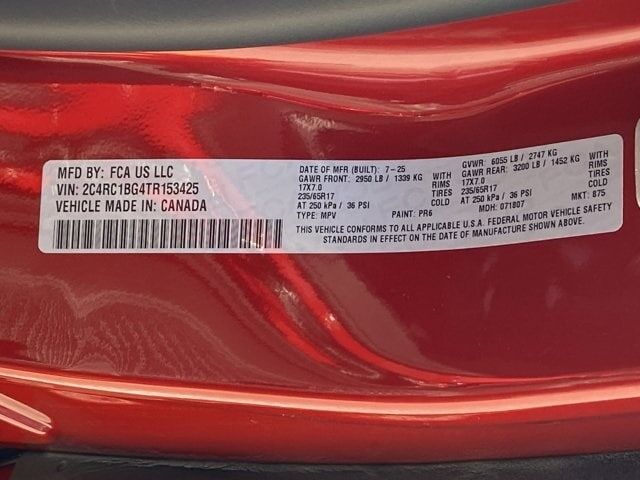 MFD BY: FCA US LLC
VIN: 2C4RC1BG4TR153425
VEHICLE MADE IN: CANADA
DATE OF MFR (BUILT): 7-25
GAWR FRONT: 2950 LB / 1339 KG WITH
17X7.0 RIMS
235/65R17 TIRES
AT 250 kPa / 36 PSI COLD
TYPE: MPV PAINT: PR6
GVWR: 6055 LB / 2747 KG
GAWR REAR: 3200 LB / 1452 KG WITH
17X7.0 RIMS
235/65R17 TIRES
AT 250 kPa / 36 PSI COLD
MDH: 071807 MKT: 875
THIS VEHICLE CONFORMS TO ALL APPLICABLE U.S.A. FEDERAL MOTOR VEHICLE SAFETY
STANDARDS IN EFFECT ON THE DATE OF MANUFACTURE SHOWN ABOVE.